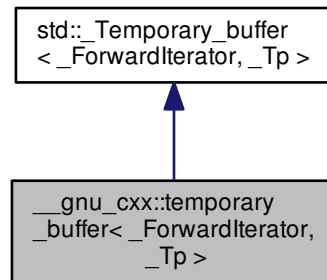 std::_Temporary_buffer
< _ForwardIterator, _Tp >
__gnu_cxx::temporary
_buffer< _ForwardIterator,
_Tp >